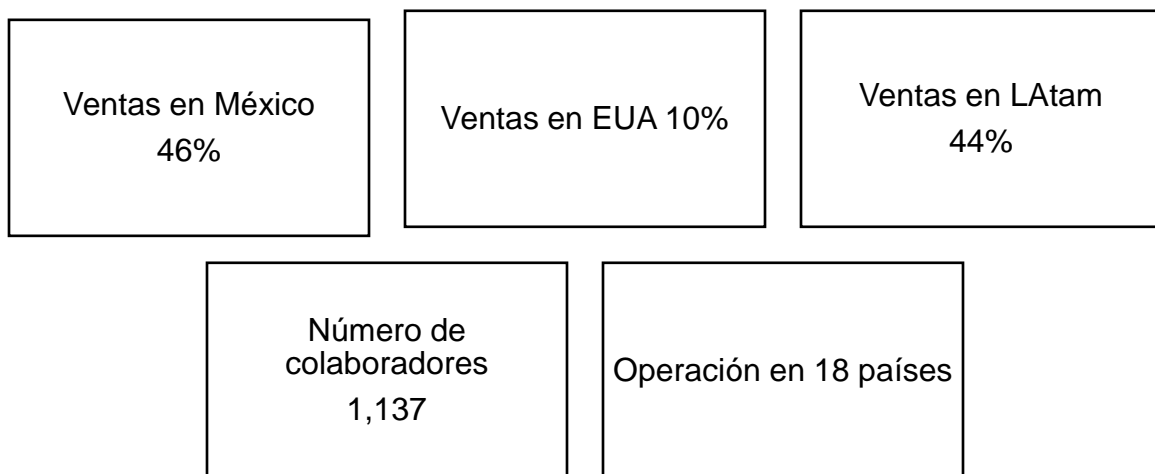 Ventas en México
46%
Ventas en EUA 10%
Ventas en LAtam
44%
Número de
colaboradores
1,137
Operación en 18 países